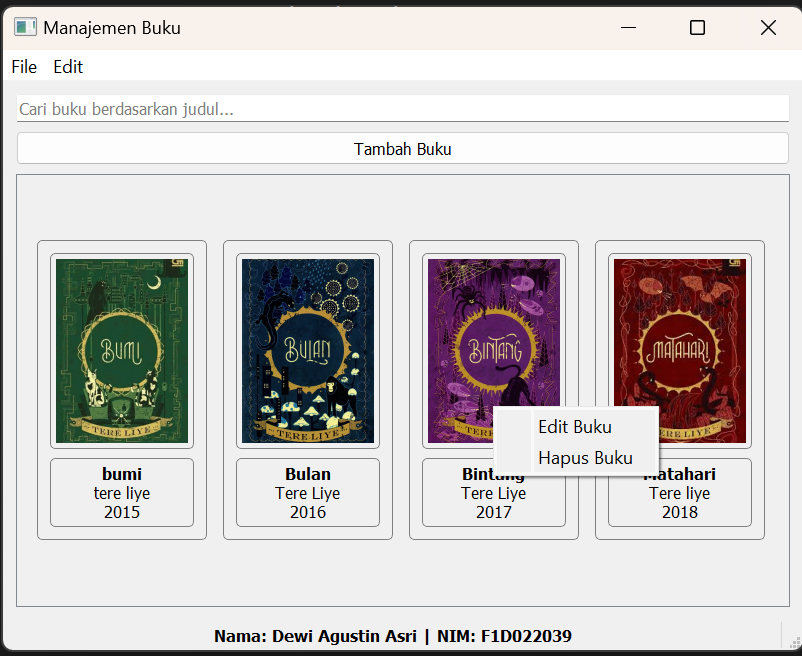 Manajemen Buku
File Edit
Cari buku berdasarkan judul...
Tambah Buku
Gm
BUMI
TERE LIYE
BULAN
TERE LIYE
BINTANG
TERE
Gm
MATAHARI
TERE LIYE
Edit Buku
Hapus Buku
bumi
tere liye
2015
Bulan
Tere Liye
2016
Bintang
Tere Liye
2017
Matahari
Tere liye
2018
Nama: Dewi Agustin Asri | NIM: F1D022039